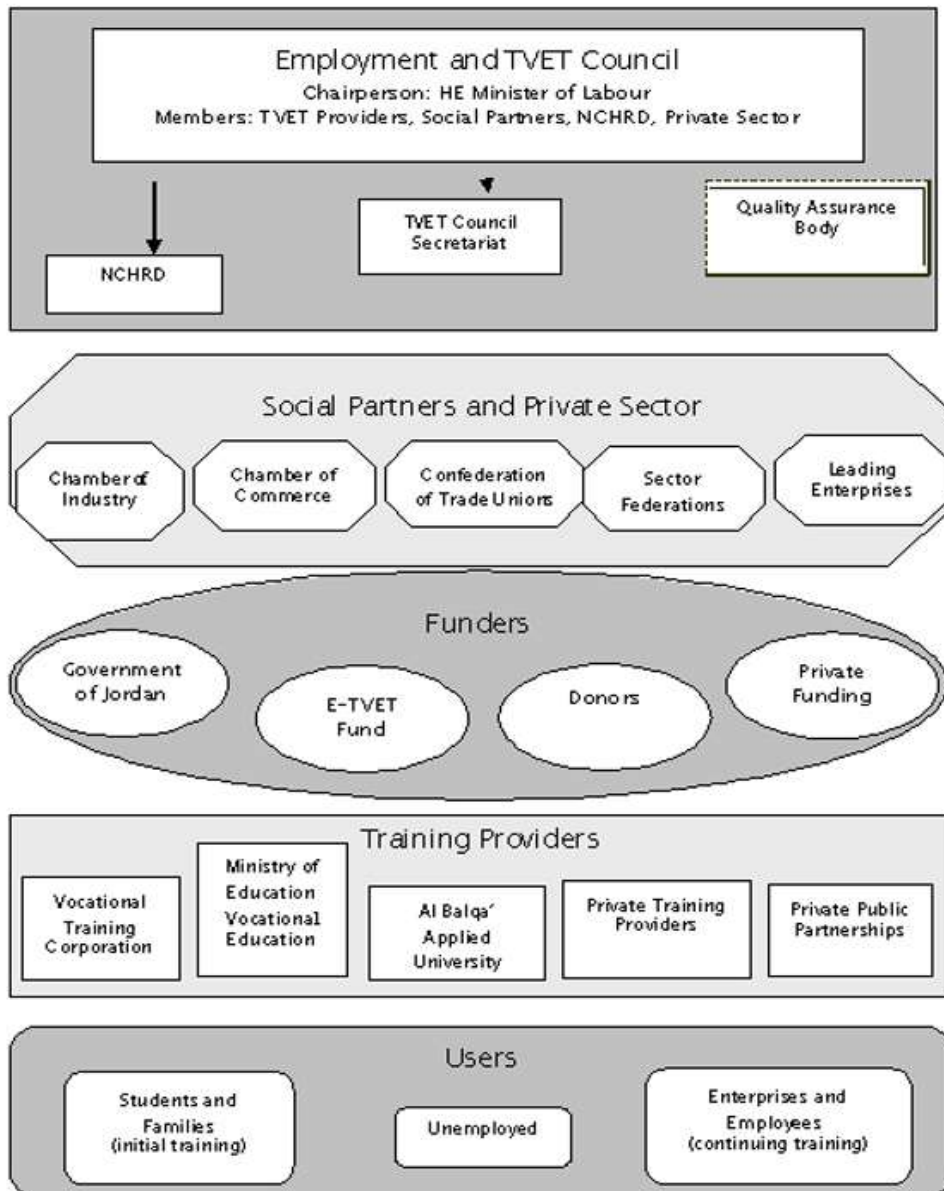 Employment and TVET Council
Chairperson: HE Minister of Labour
Members: TVET Providers, Social Partners, NCHRD, Private Sector
NCHRD
TVET Council
Secretariat
Quality Assurance
Body
Social Partners and Private Sector
Chamber of
Industry
Chamber of
Commerce
Confederation
of Trade Unions
Sector
Federations
Leading
Enterprises
Funders
Government
of Jordan
E-TVET
Fund
Donors
Private
Funding
Training Providers
Vocational
Training
Corporation
Ministry of
Education
Vocational
Education
Al Balqa´
Applied
University
Private Training
Providers
Private Public
Partnerships
Users
Students and
Families
(initial training)
Unemployed
Enterprises and
Employees
(continuing training)